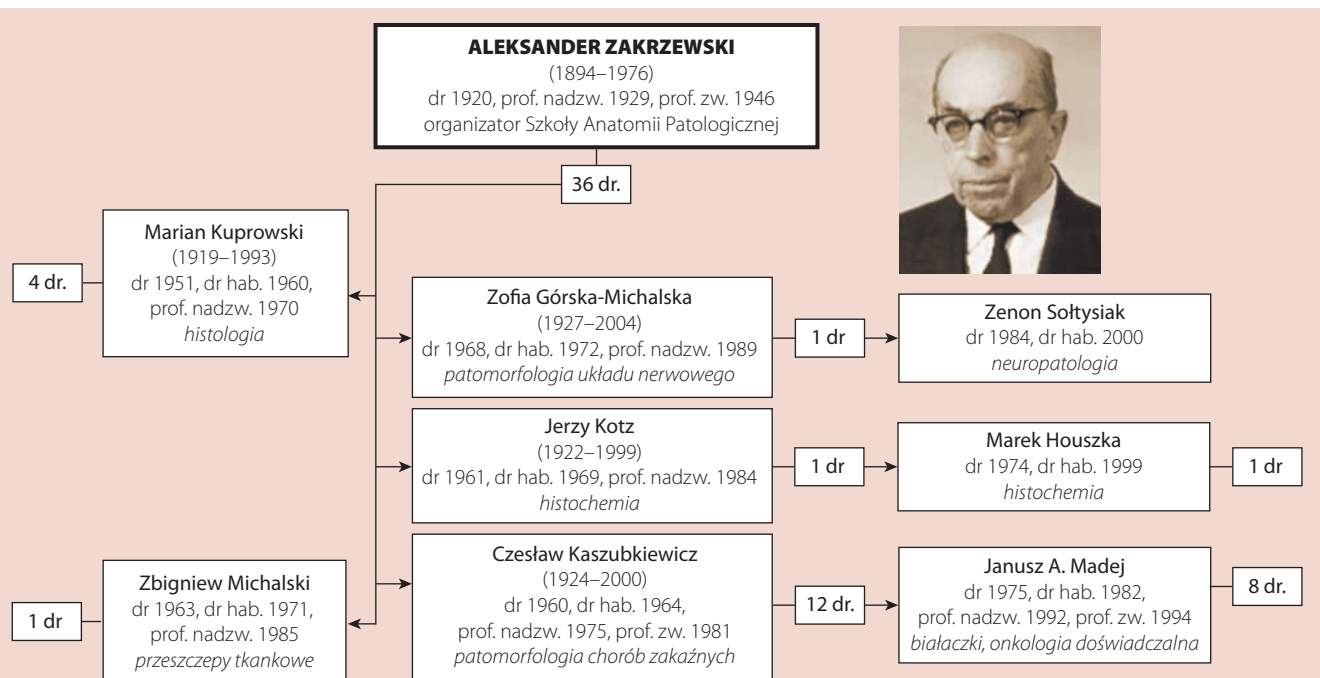 ALEKSANDER ZAKRZEWSKI
(1894–1976)
dr 1920, prof. nadzw. 1929, prof. zw. 1946
organizator Szkoły Anatomii Patologicznej
36 dr.
Marian Kuprowski
(1919–1993)
dr 1951, dr hab. 1960,
prof. nadzw. 1970
histologia
4 dr.
Zofia Górska-Michalska
(1927–2004)
dr 1968, dr hab. 1972, prof. nadzw. 1989
patomorfologia układu nerwowego
1 dr
Zenon Sołtysiak
dr 1984, dr hab. 2000
neuropatologia
Jerzy Kotz
(1922–1999)
dr 1961, dr hab. 1969, prof. nadzw. 1984
histochemia
1 dr
Marek Houszka
dr 1974, dr hab. 1999
histochemia
1 dr
Zbigniew Michalski
dr 1963, dr hab. 1971,
prof. nadzw. 1985
przeszczepy tkankowe
1 dr
Czesław Kaszubkiewicz
(1924–2000)
dr 1960, dr hab. 1964,
prof. nadzw. 1975, prof. zw. 1981
patomorfologia chorób zakaźnych
12 dr.
Janusz A. Madej
dr 1975, dr hab. 1982,
prof. nadzw. 1992, prof. zw. 1994
białaczki, onkologia doświadczalna
8 dr.